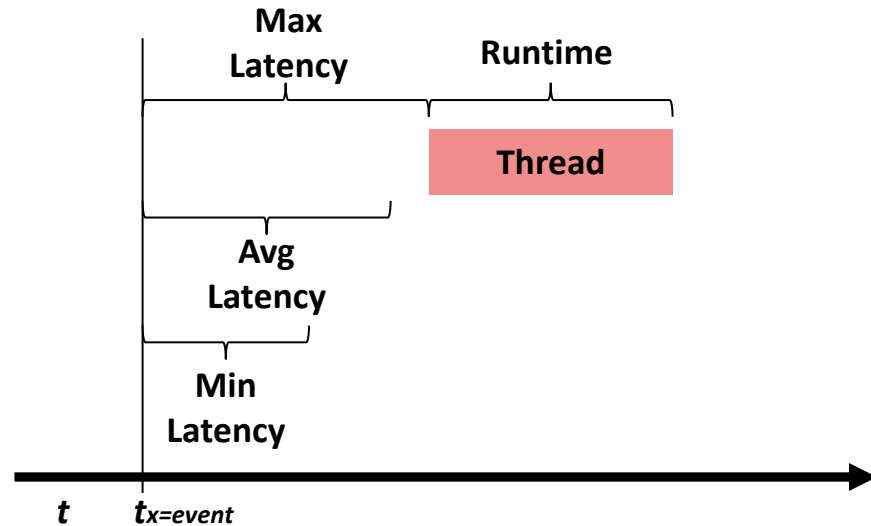 Max
Latency
Runtime
Thread
Avg
Latency
Min
Latency
t
tx=event